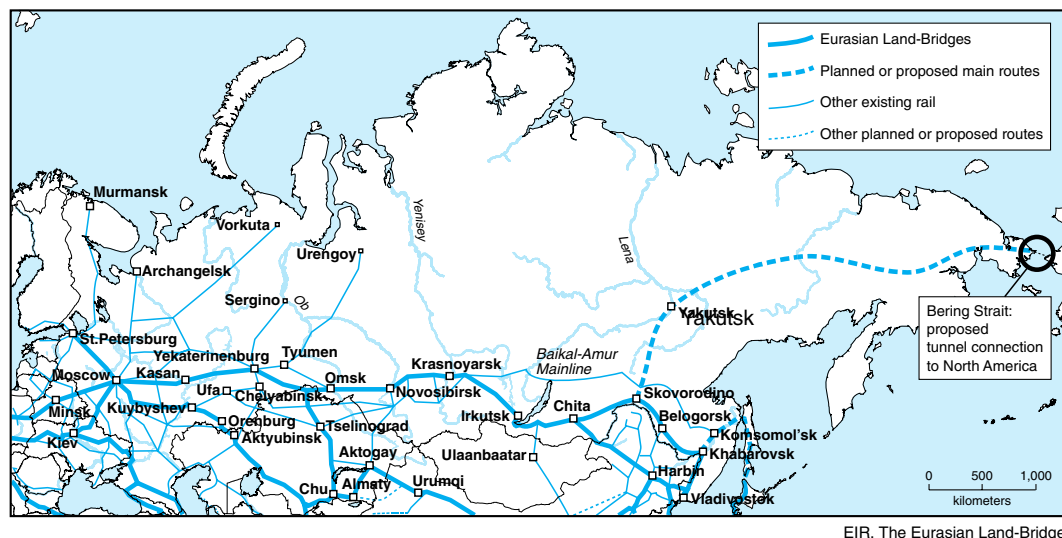 Eurasian Land-Bridges
Planned or proposed main routes
Other existing rail
Other planned or proposed routes
Murmansk
Vorkuta
Urengoy
Yenisey
Lena
Archangelsk
Sergino
Ob
Bering Strait:
proposed
tunnel connection
to North America
Yakutsk
Yakutsk
St.Petersburg
Yekaterinenburg
Tyumen
Krasnoyarsk
Baikal-Amur
Mainline
Moscow
Kasan
Ufa
Chelyabinsk
Omsk
Novosibirsk
Skovorodino
Minsk
Kuybyshev
Orenburg
Tselinograd
Irkutsk
Chita
Belogorsk
Kiev
Aktyubinsk
Komsomol'sk
Aktogay
Ulaanbaatar
Khabarovsk
Harbin
Chu
Almaty
Urumqi
Vladivostok
0 500 1,000
kilometers
EIR, The Eurasian Land-Bridge